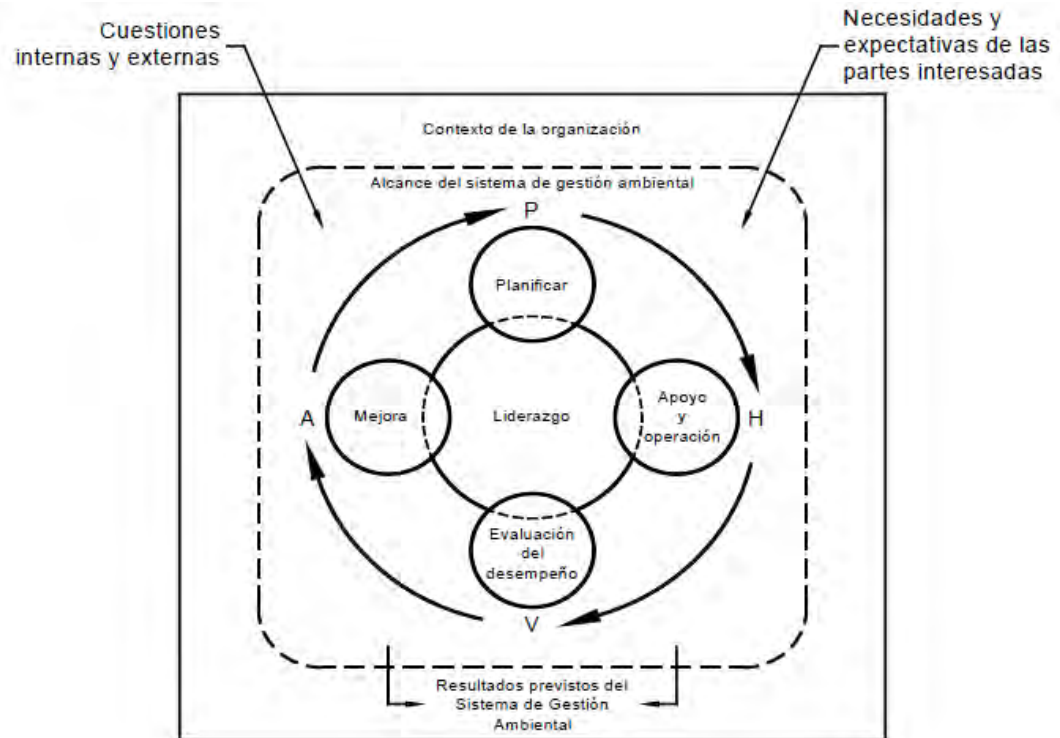 Cuestiones
internas y externas
Necesidades y
expectativas de las
partes interesadas
Contexto de la organización
Alcance del sistema de gestión ambiental
P
Planificar
A
Mejora
Liderazgo
Apoyo
y
operación
H
Evaluación
del
desempeño
V
Resultados previstos del
Sistema de Gestión
Ambiental